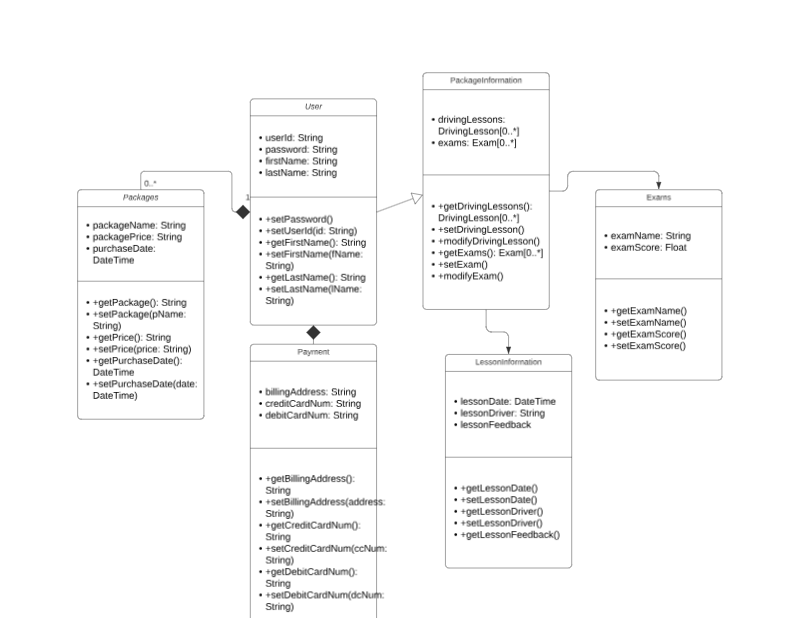 PackageInformation
drivingLessons:
DrivingLesson[0..*]
exams: Exam[0..*]
+getDrivingLessons():
DrivingLesson[0..*]
+setDrivingLesson()
+modifyDrivingLesson()
+getExams(): Exam[0..*]
+setExam()
+modifyExam()
User
userId: String
password: String
firstName: String
lastName: String
+setPassword()
+setUserId(id: String)
+getFirstName(): String
+setFirstName(fName:
String)
+getLastName(): String
+setLastName(lName:
String)
0..*
1
Packages
packageName: String
packagePrice: String
purchaseDate:
DateTime
+getPackage(): String
+setPackage(pName:
String)
+getPrice(): String
+setPrice(price: String)
+getPurchaseDate():
DateTime
+setPurchaseDate(date:
DateTime)
Exams
examName: String
examScore: Float
+getExamName()
+setExamName()
+getExamScore()
+setExamScore()
Payment
billingAddress: String
creditCardNum: String
debitCardNum: String
+getBillingAddress():
String
+setBillingAddress(address:
String)
+getCreditCardNum():
String
+setCreditCardNum(ccNum:
String)
+getDebitCardNum():
String
+setDebitCardNum(dcNum:
String)
LessonInformation
lessonDate: DateTime
lessonDriver: String
lessonFeedback
+getLessonDate()
+setLessonDate()
+getLessonDriver()
+setLessonDriver()
+getLessonFeedback()